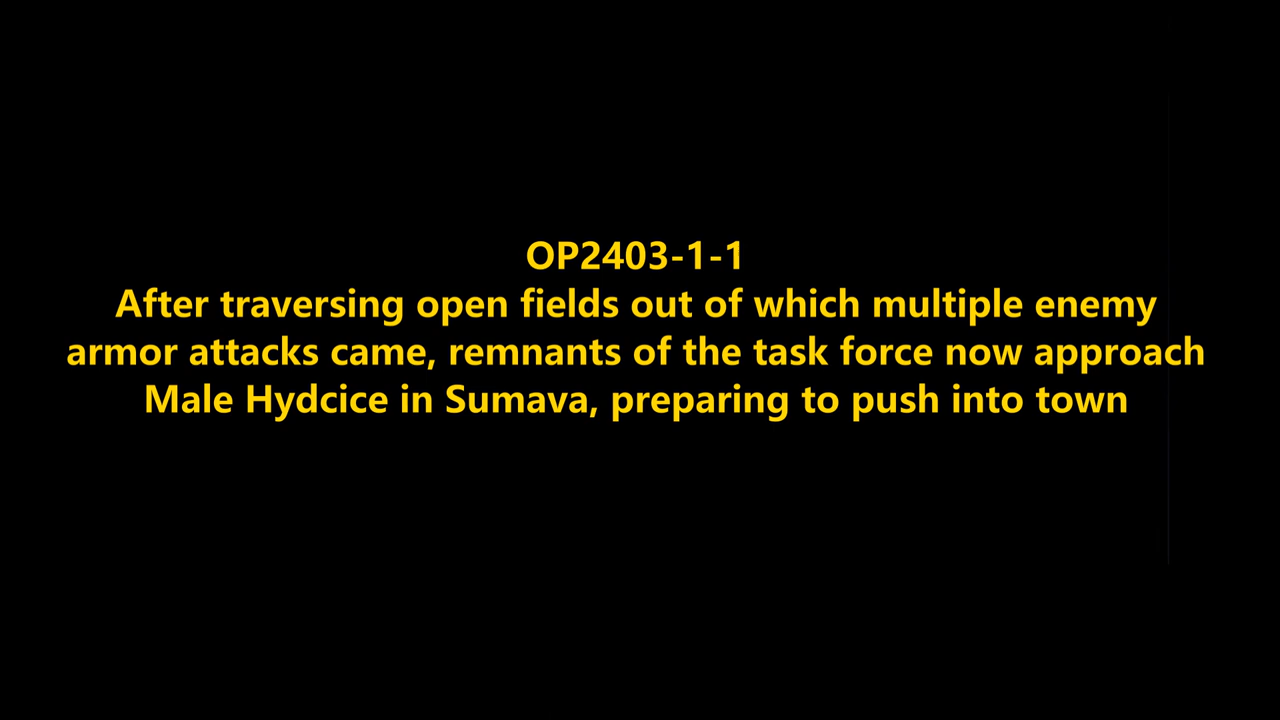 OP2403-1-1
After traversing open fields out of which multiple enemy
armor attacks came, remnants of the task force now approach
Male Hydcice in Sumava, preparing to push into town